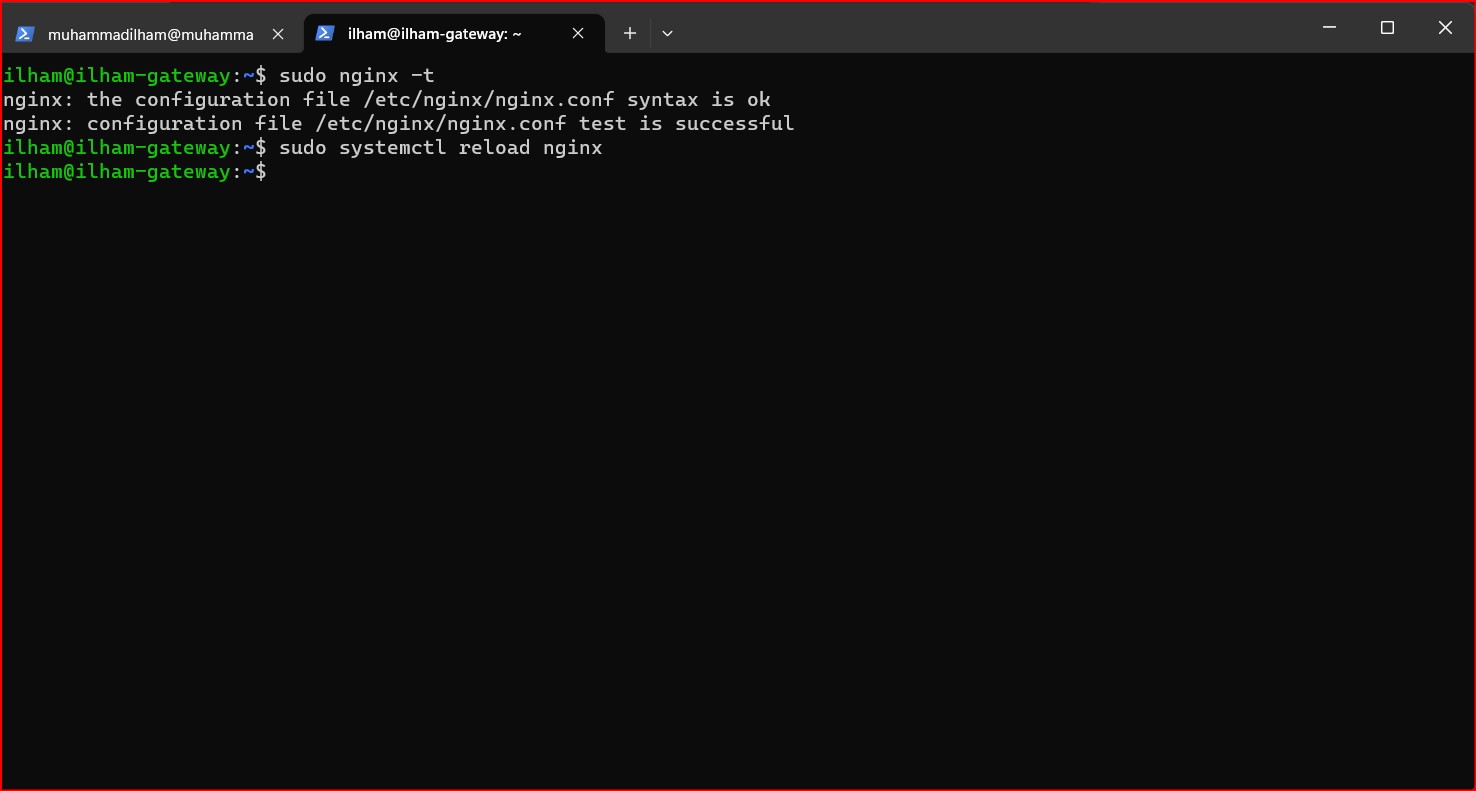 muhammadilham@muhamma
ilham@ilham-gateway: ~
ilham@ilham-gateway:~$ sudo nginx -t
nginx: the configuration file /etc/nginx/nginx.conf syntax is ok
nginx: configuration file /etc/nginx/nginx.conf test is successful
ilham@ilham-gateway:~$ sudo systemctl reload nginx
ilham@ilham-gateway:~$